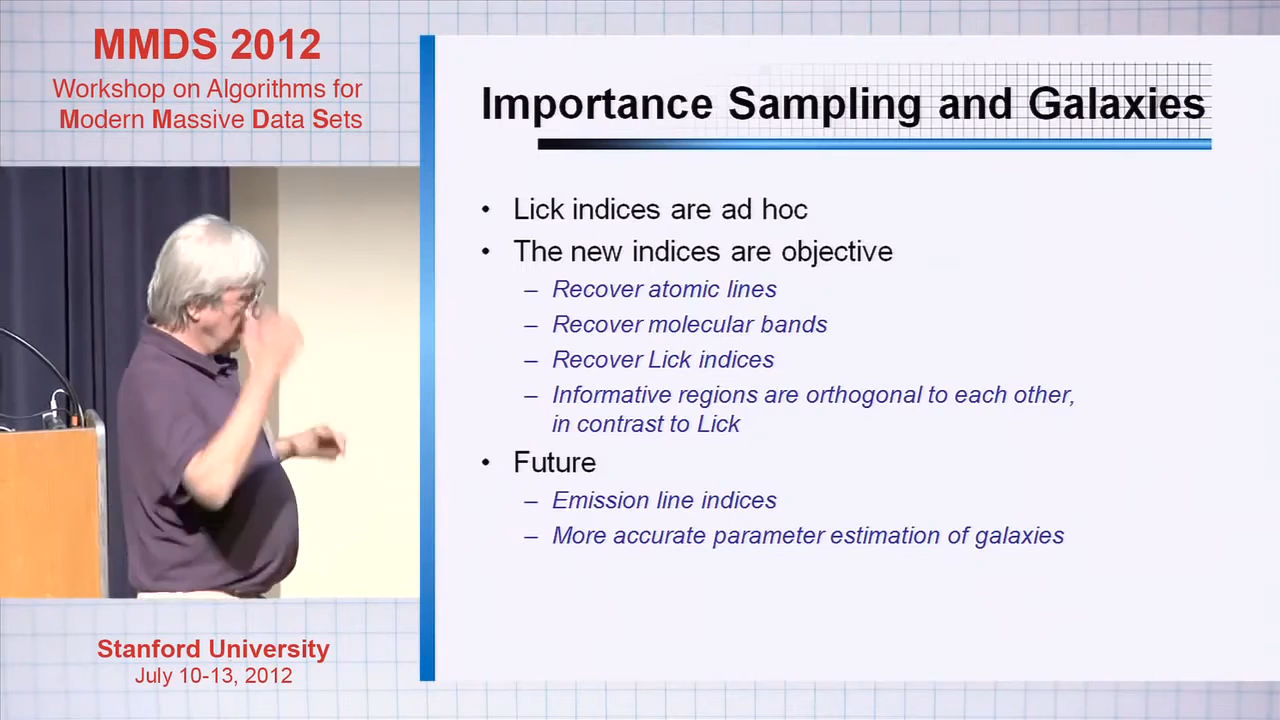 MMDS 2012
Workshop on Algorithms for
Modern Massive Data Sets
Importance Sampling and Galaxies
• Lick indices are ad hoc
• The new indices are objective
– Recover atomic lines
– Recover molecular bands
– Recover Lick indices
– Informative regions are orthogonal to each other,
in contrast to Lick
• Future
– Emission line indices
– More accurate parameter estimation of galaxies
Stanford University
July 10-13, 2012